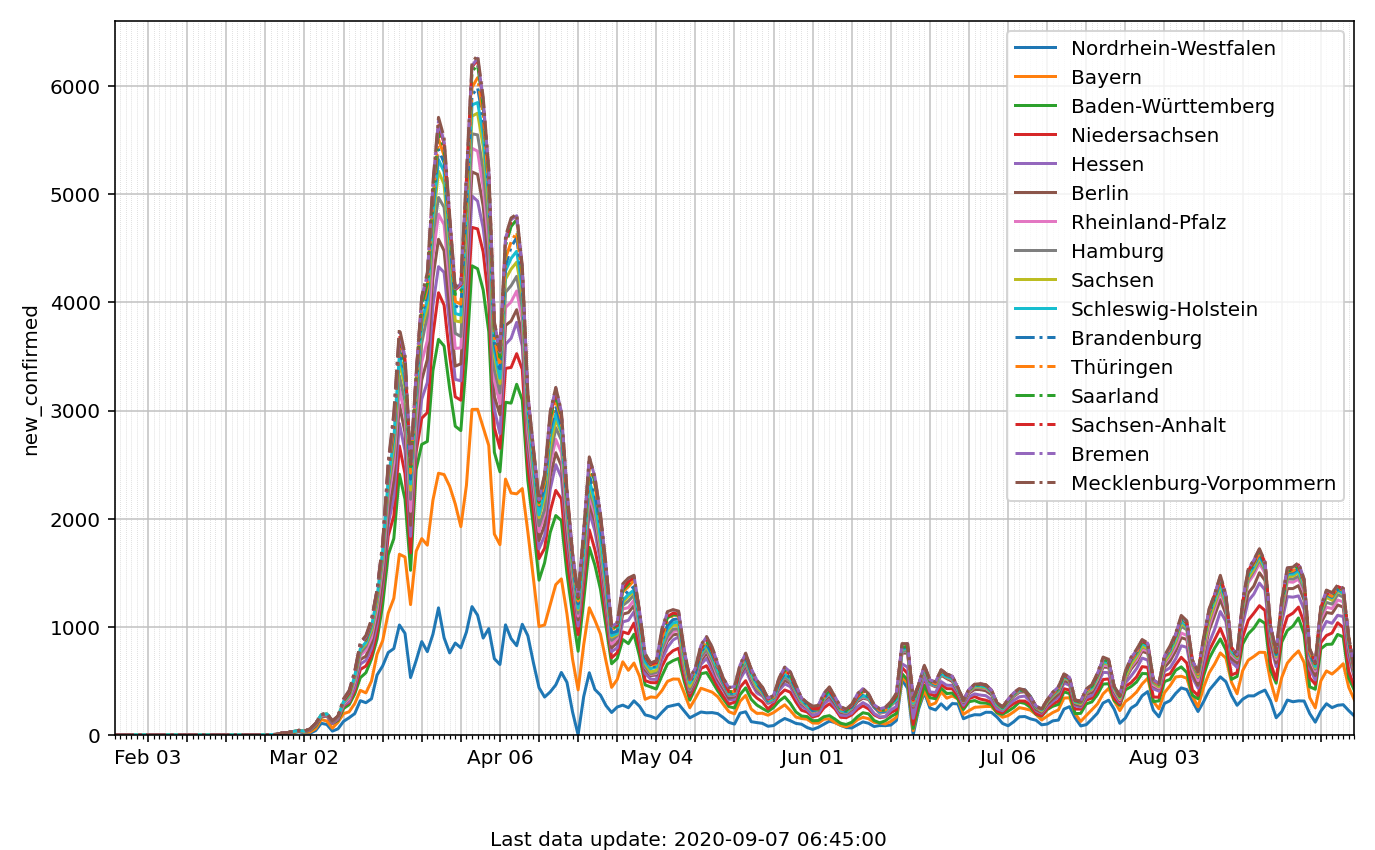 new_confirmed
6000
5000
4000
3000
2000
1000
0
Feb 03
Mar 02
Apr 06
May 04
Jun 01
Jul 06
Aug 03
Nordrhein-Westfalen
Bayern
Baden-Württemberg
Niedersachsen
Hessen
Berlin
Rheinland-Pfalz
Hamburg
Sachsen
Schleswig-Holstein
Brandenburg
Thüringen
Saarland
Sachsen-Anhalt
Bremen
Mecklenburg-Vorpommern
Last data update: 2020-09-07 06:45:00